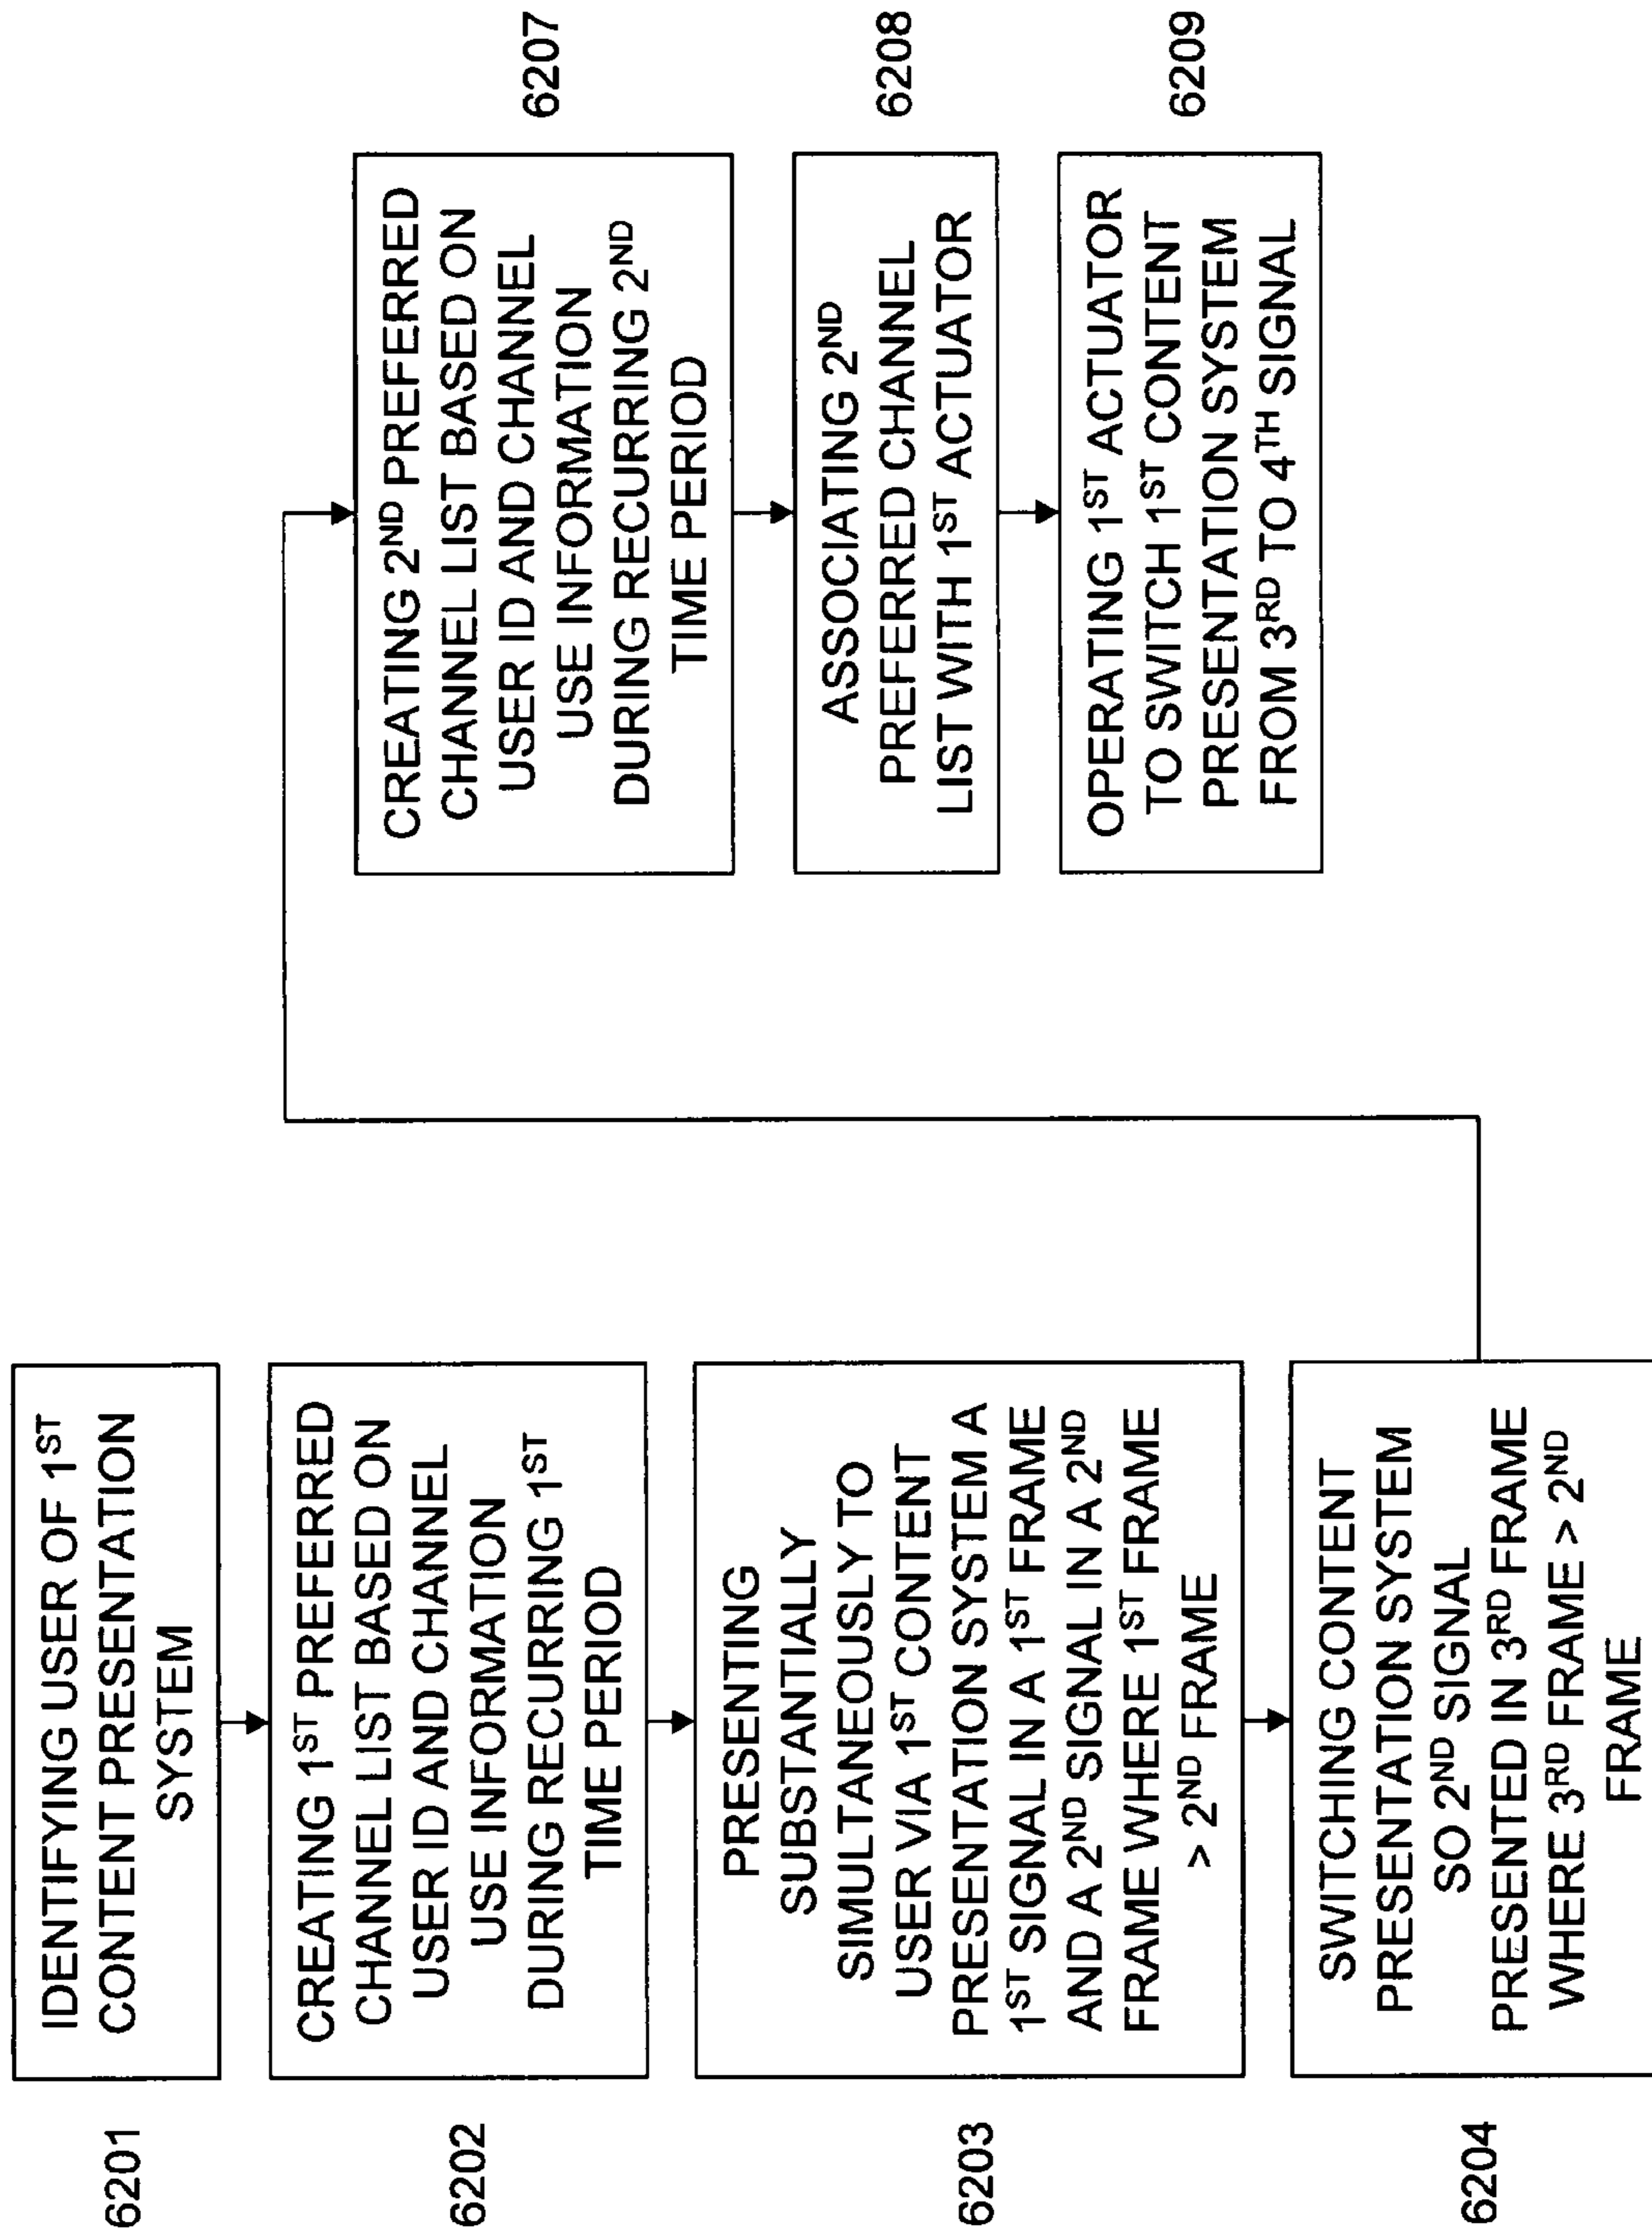 6201
IDENTIFYING USER OF 1ST
CONTENT PRESENTATION
SYSTEM
6202
CREATING 1ST PREFERRED
CHANNEL LIST BASED ON
USER ID AND CHANNEL
USE INFORMATION
DURING RECURRING 1ST
TIME PERIOD
6203
PRESENTING
SUBSTANTIALLY
SIMULTANEOUSLY TO
USER VIA 1ST CONTENT
PRESENTATION SYSTEM A
1ST SIGNAL IN A 1ST FRAME
AND A 2ND SIGNAL IN A 2ND
FRAME WHERE 1ST FRAME
> 2ND FRAME
6204
SWITCHING CONTENT
PRESENTATION SYSTEM
SO 2ND SIGNAL
PRESENTED IN 3RD FRAME
WHERE 3RD FRAME > 2ND
FRAME
CREATING 2ND PREFERRED
CHANNEL LIST BASED ON
USER ID AND CHANNEL
USE INFORMATION
DURING RECURRING 2ND
TIME PERIOD
6207
ASSOCIATING 2ND
PREFERRED CHANNEL
LIST WITH 1ST ACTUATOR
6208
OPERATING 1ST ACTUATOR
TO SWITCH 1ST CONTENT
PRESENTATION SYSTEM
FROM 3RD TO 4TH SIGNAL
6209